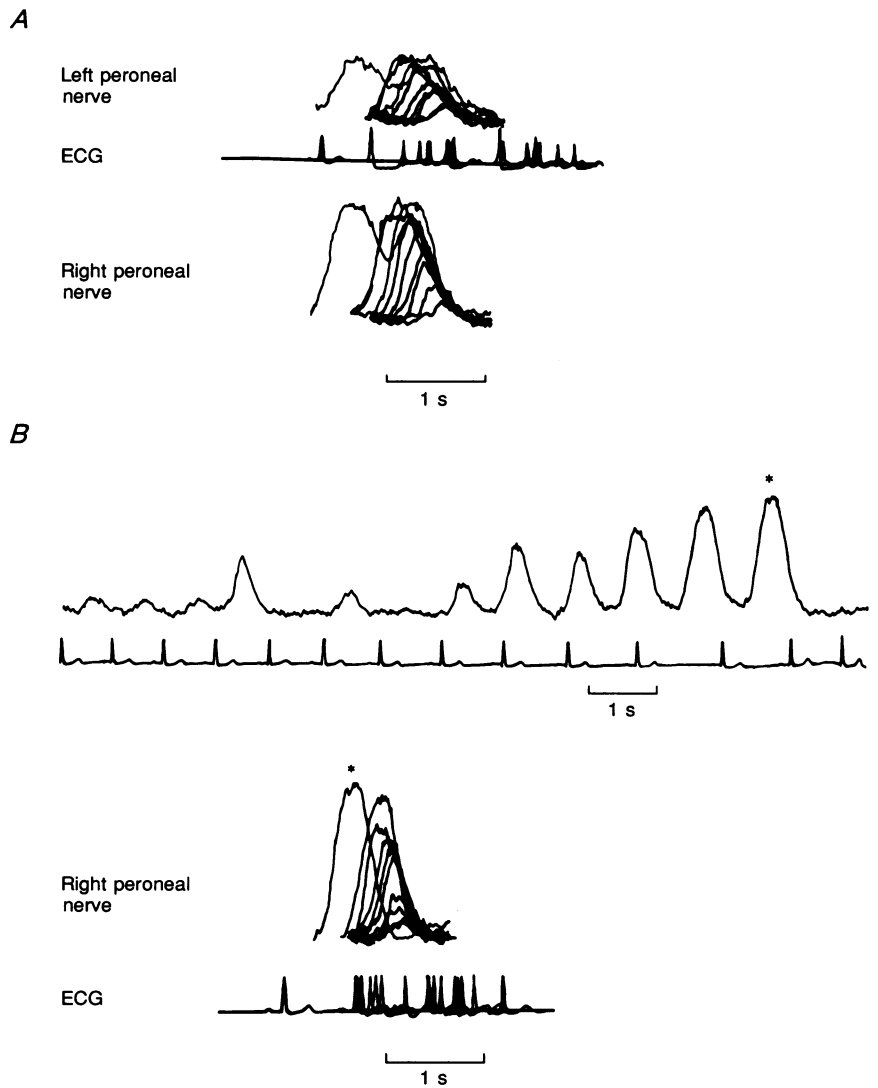 A
Left peroneal
nerve
ECG
Right peroneal
nerve
1 s
B
*
1 s
*
Right peroneal
nerve
ECG
1 s